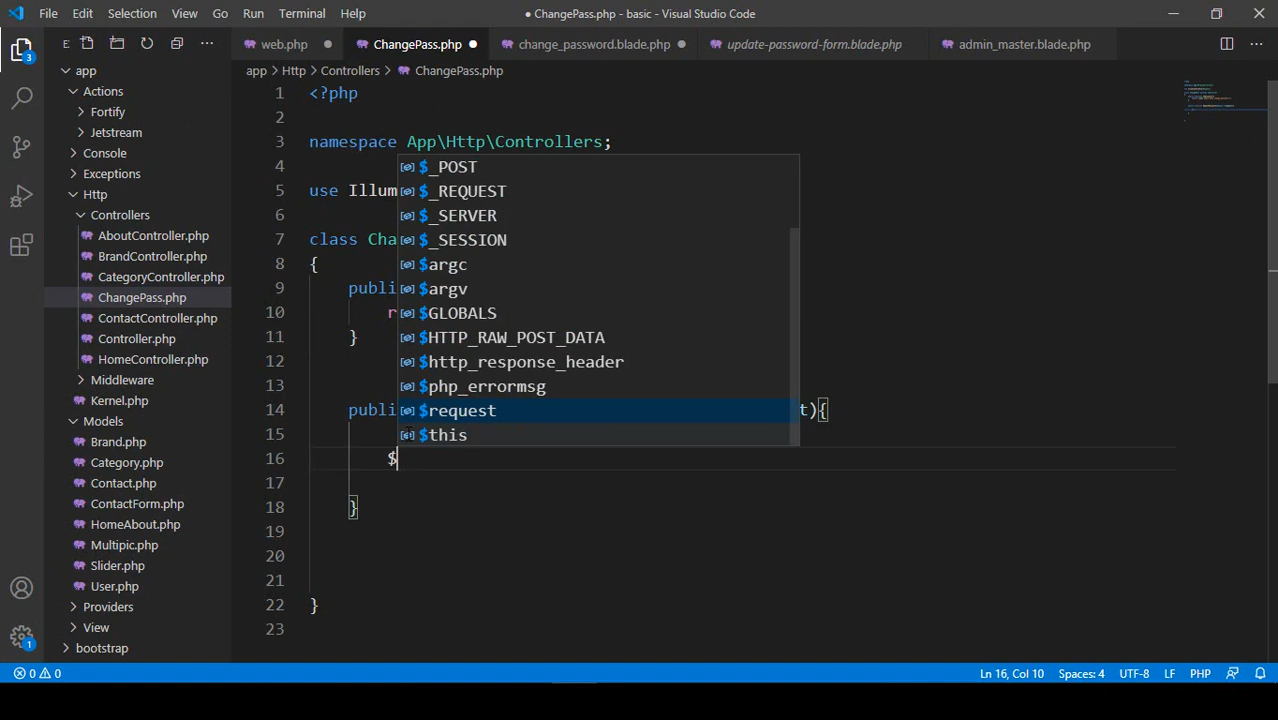 File Edit Selection View Go Run Terminal Help
● ChangePass.php - basic - Visual Studio Code
E
web.php
ChangePass.php
change_password.blade.php
update-password-form.blade.php
admin_master.blade.php
app > Http > Controllers > ChangePass.php
3
app
Actions
Fortify
Jetstream
Console
Exceptions
Http
Controllers
AboutController.php
BrandController.php
CategoryController.php
ChangePass.php
ContactController.php
Controller.php
HomeController.php
Middleware
Kernel.php
Models
Brand.php
Category.php
Contact.php
ContactForm.php
HomeAbout.php
Multipic.php
Slider.php
User.php
Providers
View
bootstrap
1
1 <?php
2
3 namespace App\Http\Controllers;
4
5 use Illum
6
7 class Cha
8 {
9 publi
10 r
11 }
12
13
14 publi t){
15
16 $
17
18 }
19
20
21
22 }
23
$_POST
$_REQUEST
$_SERVER
$_SESSION
$argc
$argv
$GLOBALS
$HTTP_RAW_POST_DATA
$http_response_header
$php_errormsg
$request
$this
0 0
Ln 16, Col 10 Spaces: 4 UTF-8 LF PHP